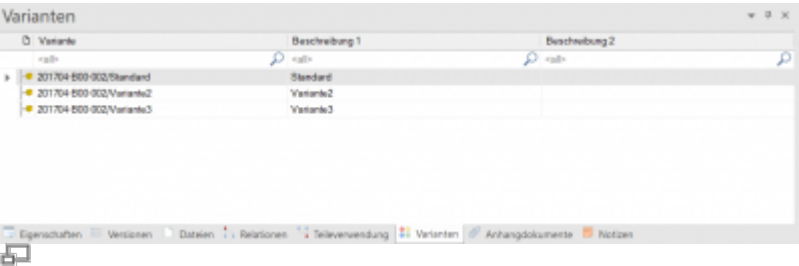 Varianten
Variante Beschreibung 1 Beschreibung 2
<all> <all> <all>
201704-B00-002/Standard Standard
201704-B00-002/Variante2 Variante2
201704-B00-002/Variante3 Variante3
Eigenschaften Versionen Dateien Relationen Teileverwendung Varianten Anhangdokumente Notizen